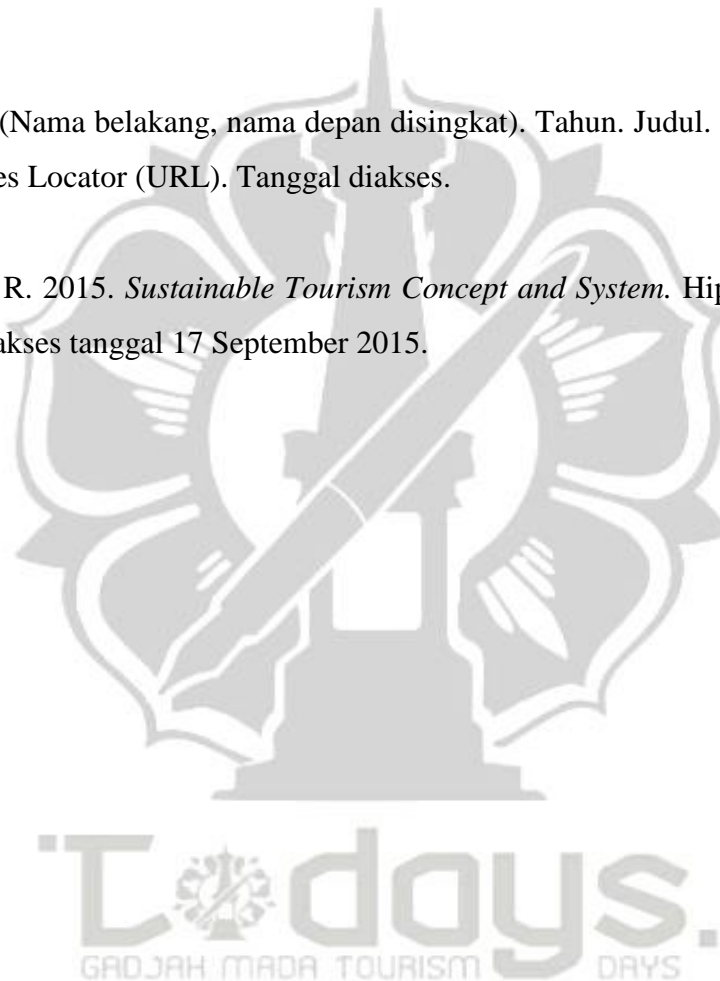 (Nama belakang, nama depan disingkat). Tahun. Judul.
es Locator (URL). Tanggal diakses.
R. 2015. Sustainable Tourism Concept and System. Hip
akses tanggal 17 September 2015.
Todays.
GADJAH MADA TOURISM DAYS